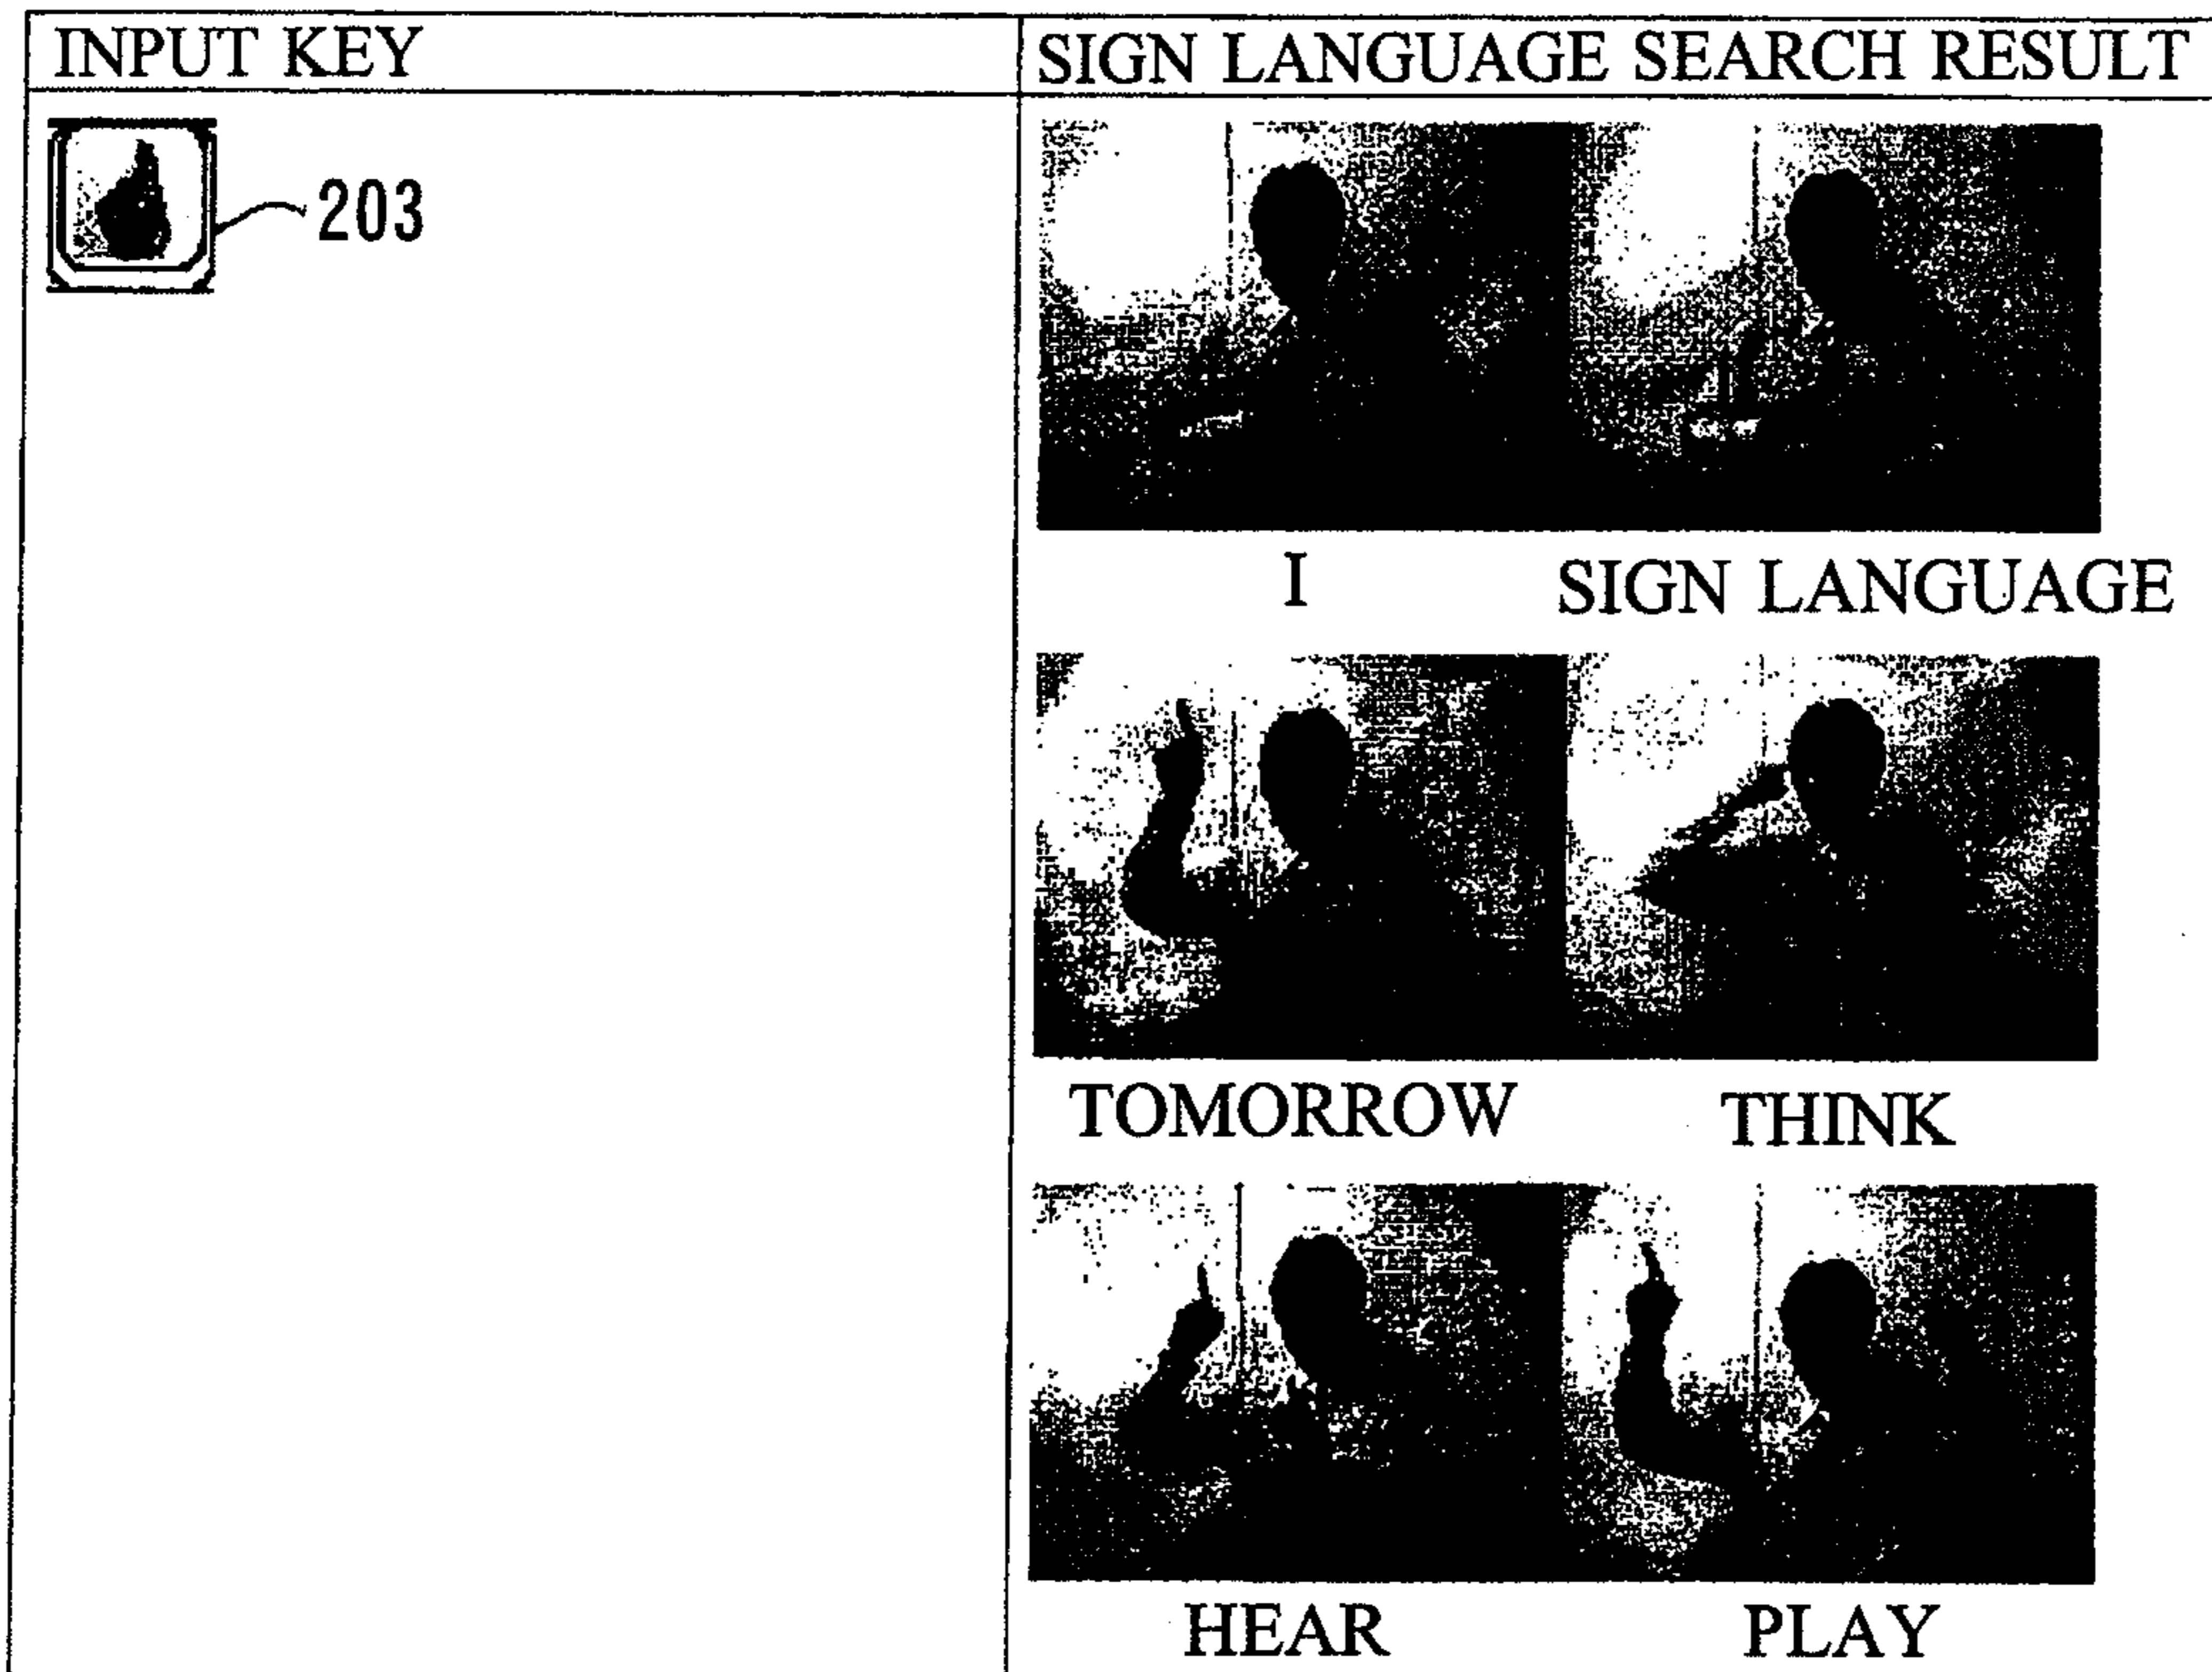 INPUT KEY
SIGN LANGUAGE SEARCH RESULT
203
I
SIGN LANGUAGE
TOMORROW
THINK
HEAR
PLAY